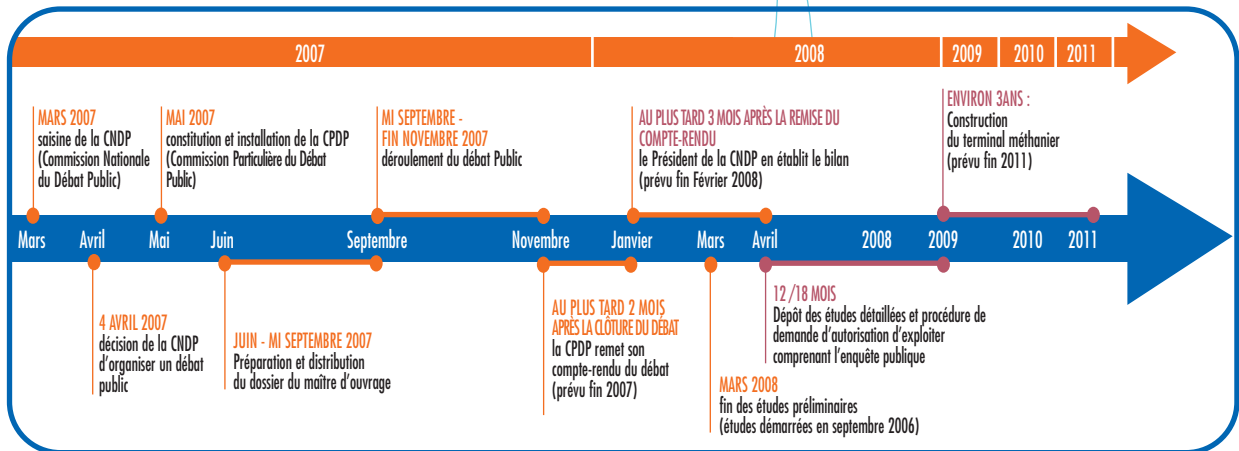 2007
2008
2009
2010
2011
MARS 2007
saisine de la CNDP
(Commission Nationale
du Débat Public)
MAI 2007
constitution et installation de la CPDP
(Commission Particulière du Débat
Public)
MI SEPTEMBRE -
FIN NOVEMBRE 2007
déroulement du débat Public
AU PLUS TARD 3 MOIS APRÈS LA REMISE DU
COMPTE-RENDU
le Président de la CNDP en établit le bilan
(prévu fin Février 2008)
ENVIRON 3ANS :
Construction
du terminal méthanier
(prévu fin 2011)
Mars
Avril
Mai
Juin
Septembre
Novembre
Janvier
Mars
Avril
2008
2009
2010
2011
4 AVRIL 2007
décision de la CNDP
d'organiser un débat
public
JUIN - MI SEPTEMBRE 2007
Préparation et distribution
du dossier du maître d'ouvrage
AU PLUS TARD 2 MOIS
APRÈS LA CLÔTURE DU DÉBAT
la CPDP remet son
compte-rendu du débat
(prévu fin 2007)
MARS 2008
fin des études préliminaires
(études démarrées en septembre 2006)
12 /18 MOIS
Dépôt des études détaillées et procédure de
demande d'autorisation d'exploiter
comprenant l'enquête publique